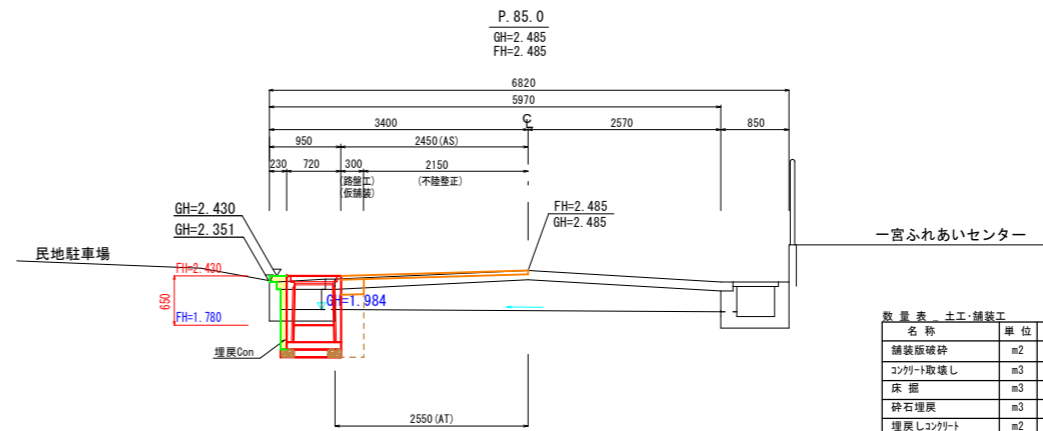 P. 85.0
GH=2.485
FH=2.485
6820
5970
3400
C
L
2570
850
950
2450(AS)
230
720
300
2150
(路盤工)
(仮舗装)
(不陸整正)
GH=2.430
GH=2.351
FH=2.485
GH=2.485
民地駐車場
一宮ふれあいセンター
FH=2.430
650
GH=1.984
FH=1.780
埋戻Con
2550(AT)
数 量 表 _ 土工・舗装工
名 称 単 位
舗装版破砕 m2
コンクリート取壊し m3
床 掘 m3
砕石埋戻 m3
埋戻しコンクリート m2